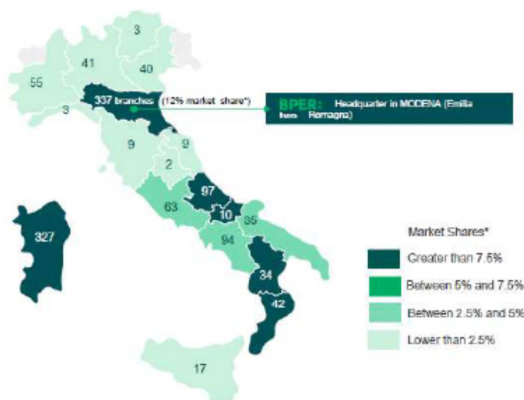 3
41
40
55
337 branches (12% market share*)
BPER: Headquarter in MODENA (Emilia
Romagna)
3
9
9
2
97
63
10
35
94
327
34
42
17
Market Shares*
Greater than 7.5%
Between 5% and 7.5%
Between 2.5% and 5%
Lower than 2.5%